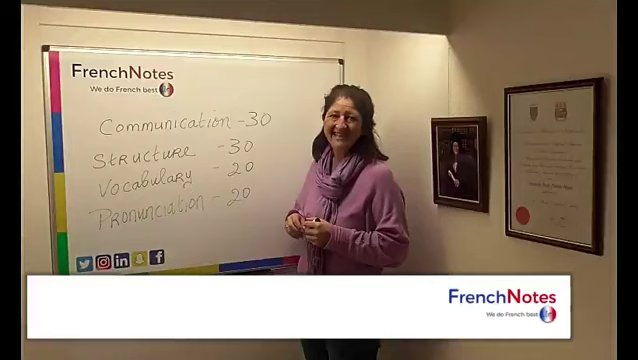 FrenchNotes
We do French best
Communication - 30
Structure - 30
Vocabulary - 20
Pronunciation - 20
FrenchNotes
We do French best